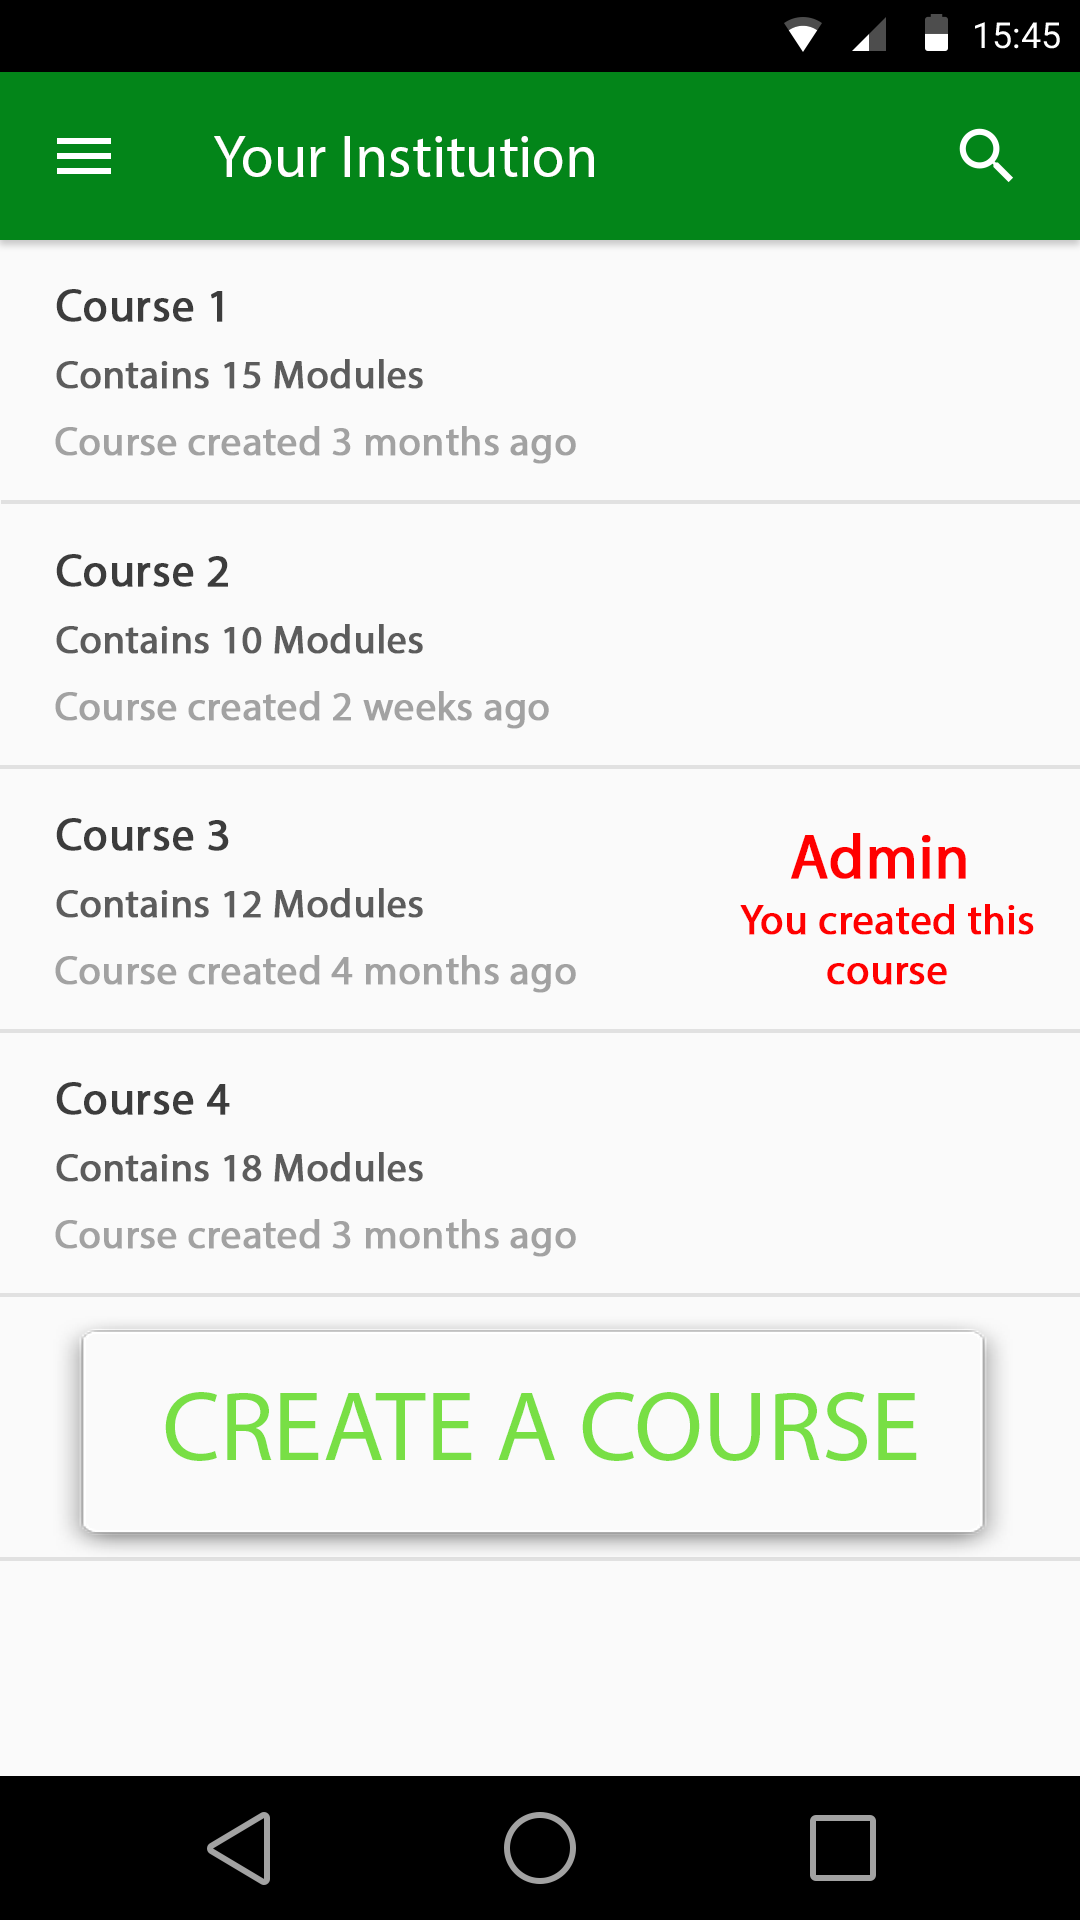 15:45
Your Institution
Course 1
Contains 15 Modules
Course created 3 months ago
Course 2
Contains 10 Modules
Course created 2 weeks ago
Course 3
Contains 12 Modules
Course created 4 months ago
Admin
You created this
course
Course 4
Contains 18 Modules
Course created 3 months ago
CREATE A COURSE